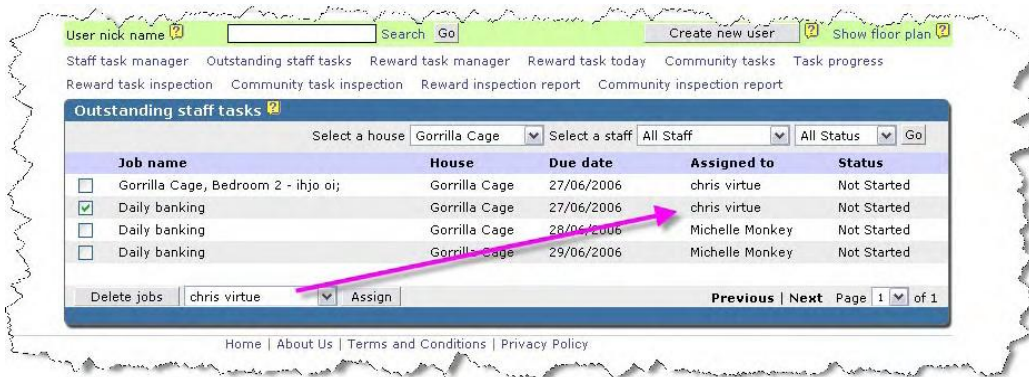 User nick name Search Go Create new user Show floor plan
Staff task manager Outstanding staff tasks Reward task manager Reward task today Community tasks Task progress
Reward task inspection Community task inspection Reward inspection report Community inspection report
Outstanding staff tasks
Select a house Gorrilla Cage Select a staff All Staff All Status Go
Job name House Due date Assigned to Status
Gorrilla Cage, Bedroom 2 - ihjo oi; Gorrilla Cage 27/06/2006 chris virtue Not Started
Daily banking Gorrilla Cage 27/06/2006 chris virtue Not Started
Daily banking Gorrilla Cage 28/06/2006 Michelle Monkey Not Started
Daily banking Gorrilla Cage 29/06/2006 Michelle Monkey Not Started
Delete jobs chris virtue Assign Previous | Next Page 1 of 1
Home | About Us | Terms and Conditions | Privacy Policy